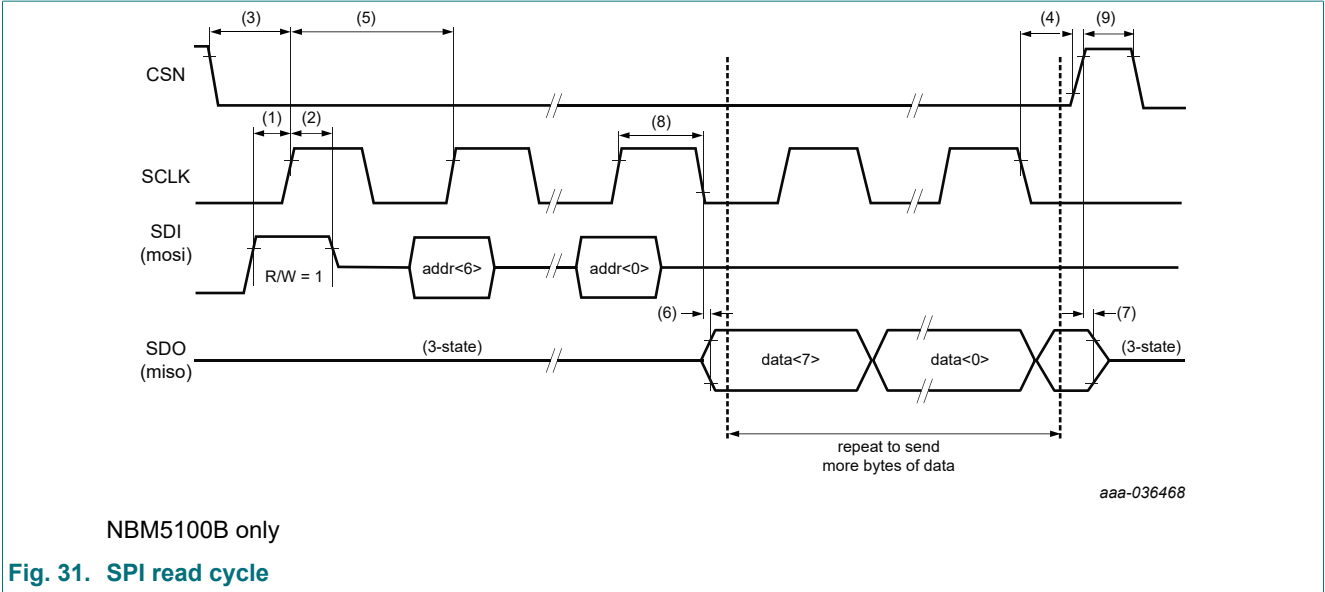 (3)
(5)
(4)
(9)
CSN
(1)
(2)
(8)
SCLK
SDI
(mosi)
R/W = 1
addr<6>
addr<0>
(6)
(7)
SDO
(miso)
(3-state)
data<7>
data<0>
(3-state)
repeat to send
more bytes of data
aaa-036468
NBM5100B only
Fig. 31. SPI read cycle